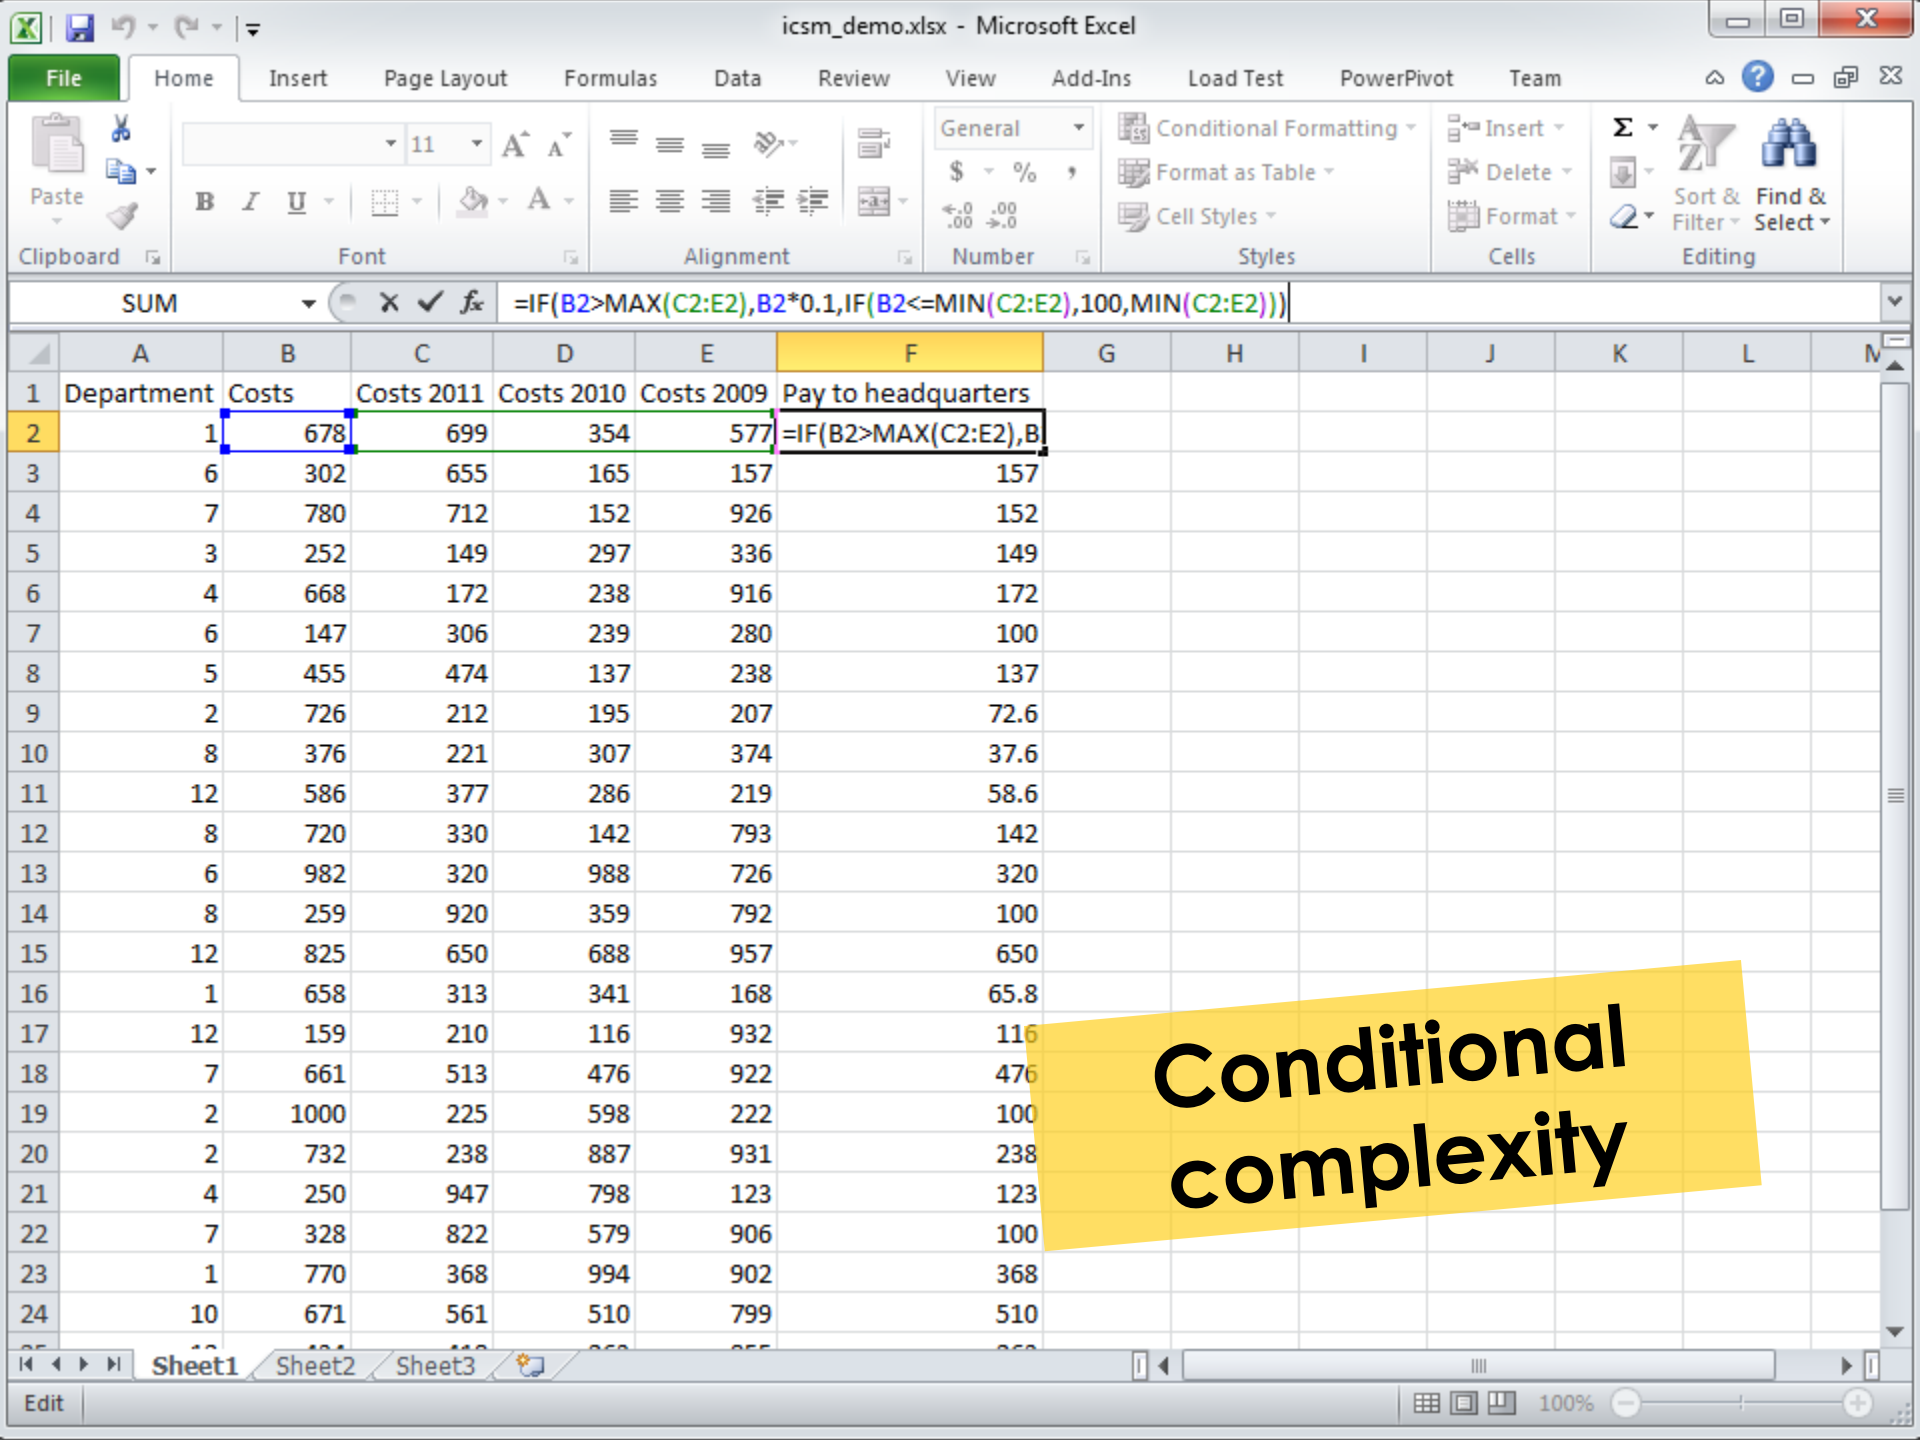 icsm_demo.xlsx - Microsoft Excel
File Home Insert Page Layout Formulas Data Review View Add-Ins Load Test PowerPivot Team
11 General Conditional Formatting Insert Σ
Paste $ % , Format as Table Delete Sort & Find &
B I U A Cell Styles Format Filter Select
Clipboard Font Alignment Number Styles Cells Editing
SUM fx =IF(B2>MAX(C2:E2),B2*0.1,IF(B2<=MIN(C2:E2),100,MIN(C2:E2)))
A B C D E F G H I J K L M
1 Department Costs Costs 2011 Costs 2010 Costs 2009 Pay to headquarters
2 1 678 699 354 577 =IF(B2>MAX(C2:E2),B
3 6 302 655 165 157 157
4 7 780 712 152 926 152
5 3 252 149 297 336 149
6 4 668 172 238 916 172
7 6 147 306 239 280 100
8 5 455 474 137 238 137
9 2 726 212 195 207 72.6
10 8 376 221 307 374 37.6
11 12 586 377 286 219 58.6
12 8 720 330 142 793 142
13 6 982 320 988 726 320
14 8 259 920 359 792 100
15 12 825 650 688 957 650
16 1 658 313 341 168 65.8
17 12 159 210 116 932 116
18 7 661 513 476 922 476
19 2 1000 225 598 222 100
20 2 732 238 887 931 238
21 4 250 947 798 123 123
22 7 328 822 579 906 100
23 1 770 368 994 902 368
24 10 671 561 510 799 510
Conditional
complexity
Sheet1 Sheet2 Sheet3
Edit 100%